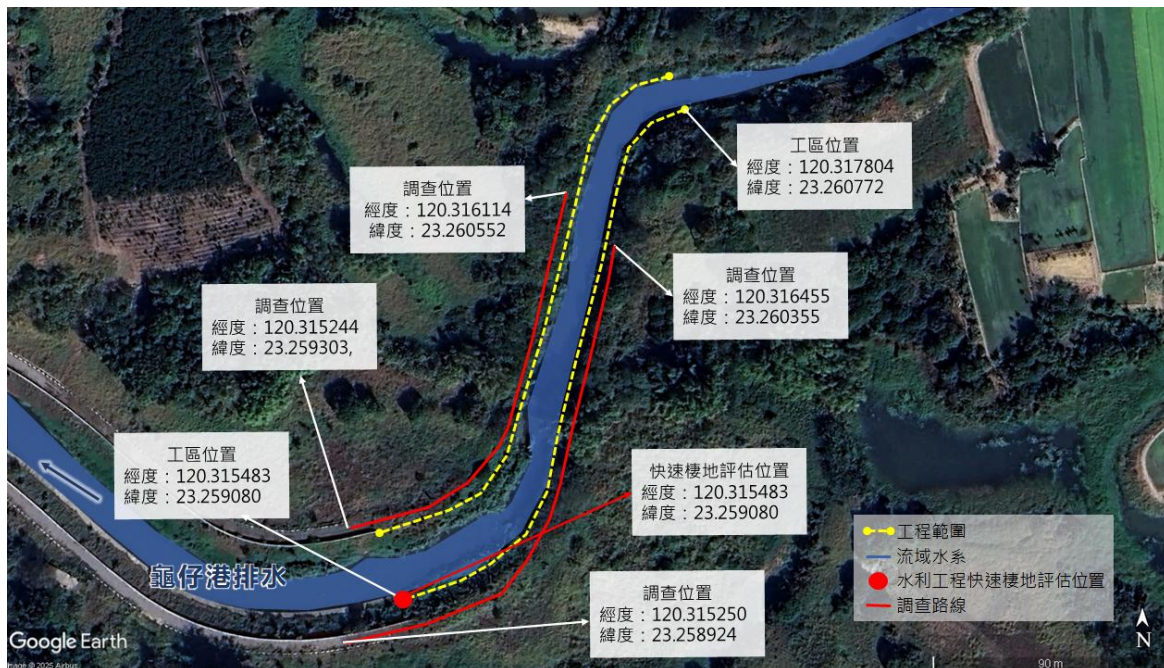 工區位置
經度：120.317804
緯度：23.260772
調查位置
經度：120.316114
緯度：23.260552
調查位置
經度：120.316455
緯度：23.260355
調查位置
經度：120.315244
緯度：23.259303,
工區位置
經度：120.315483
緯度：23.259080
快速棲地評估位置
經度：120.315483
緯度：23.259080
龜仔港排水
調查位置
經度：120.315250
緯度：23.258924
工程範圍
流域水系
水利工程快速棲地評估位置
調查路線
N
Google Earth
Image © 2025 Airbus
90 m